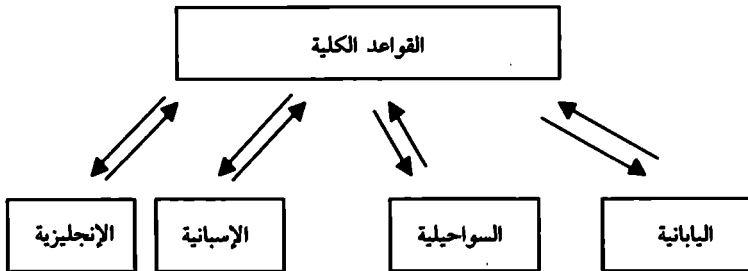 القواعد الكلية
اليابانية
السواحيلية
الإسبانية
الإنجليزية